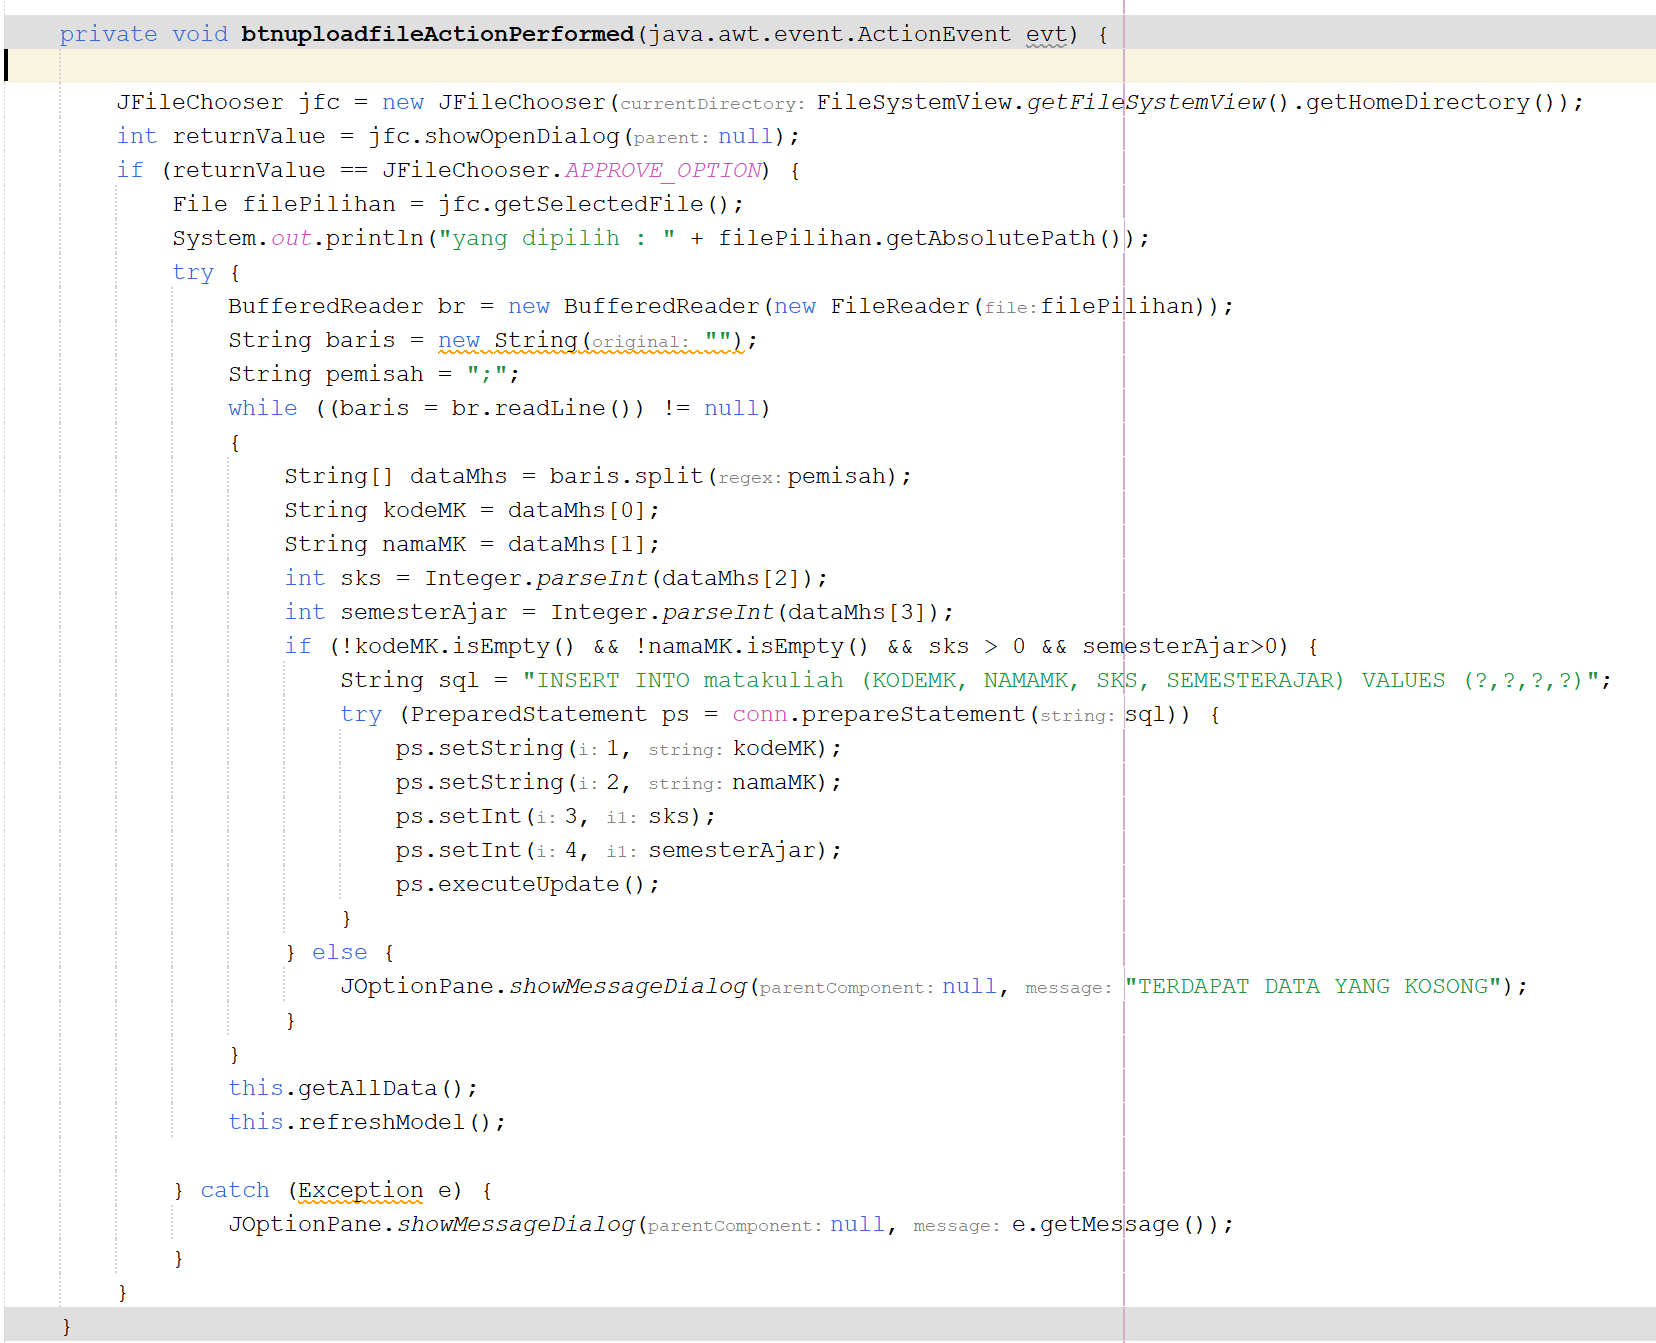 private void btnuploadfileActionPerformed(java.awt.event.ActionEvent evt) {
JFileChooser jfc = new JFileChooser(currentDirectory: FileSystemView.getFileSystemView().getHomeDirectory());
int returnValue = jfc.showOpenDialog(parent: null);
if (returnValue == JFileChooser.APPROVE_OPTION) {
File filePilihan = jfc.getSelectedFile();
System.out.println("yang dipilih : " + filePilihan.getAbsolutePath());
try {
BufferedReader br = new BufferedReader(new FileReader(file: filePilihan));
String baris = new String(original: "");
String pemisah = ";";
while ((baris = br.readLine()) != null)
{
String[] dataMhs = baris.split(regex: pemisah);
String kodeMK = dataMhs[0];
String namaMK = dataMhs[1];
int sks = Integer.parseInt(dataMhs[2]);
int semesterAjar = Integer.parseInt(dataMhs[3]);
if (!kodeMK.isEmpty() && !namaMK.isEmpty() && sks > 0 && semesterAjar>0) {
String sql = "INSERT INTO matakuliah (KODEMK, NAMAMK, SKS, SEMESTERAJAR) VALUES (?,?,?,?)";
try (PreparedStatement ps = conn.prepareStatement(string: sql)) {
ps.setString(i: 1, string: kodeMK);
ps.setString(i: 2, string: namaMK);
ps.setInt(i: 3, i1: sks);
ps.setInt(i: 4, i1: semesterAjar);
ps.executeUpdate();
}
} else {
JOptionPane.showMessageDialog(parentComponent: null, message: "TERDAPAT DATA YANG KOSONG");
}
}
this.getAllData();
this.refreshModel();
} catch (Exception e) {
JOptionPane.showMessageDialog(parentComponent: null, message: e.getMessage());
}
}
}